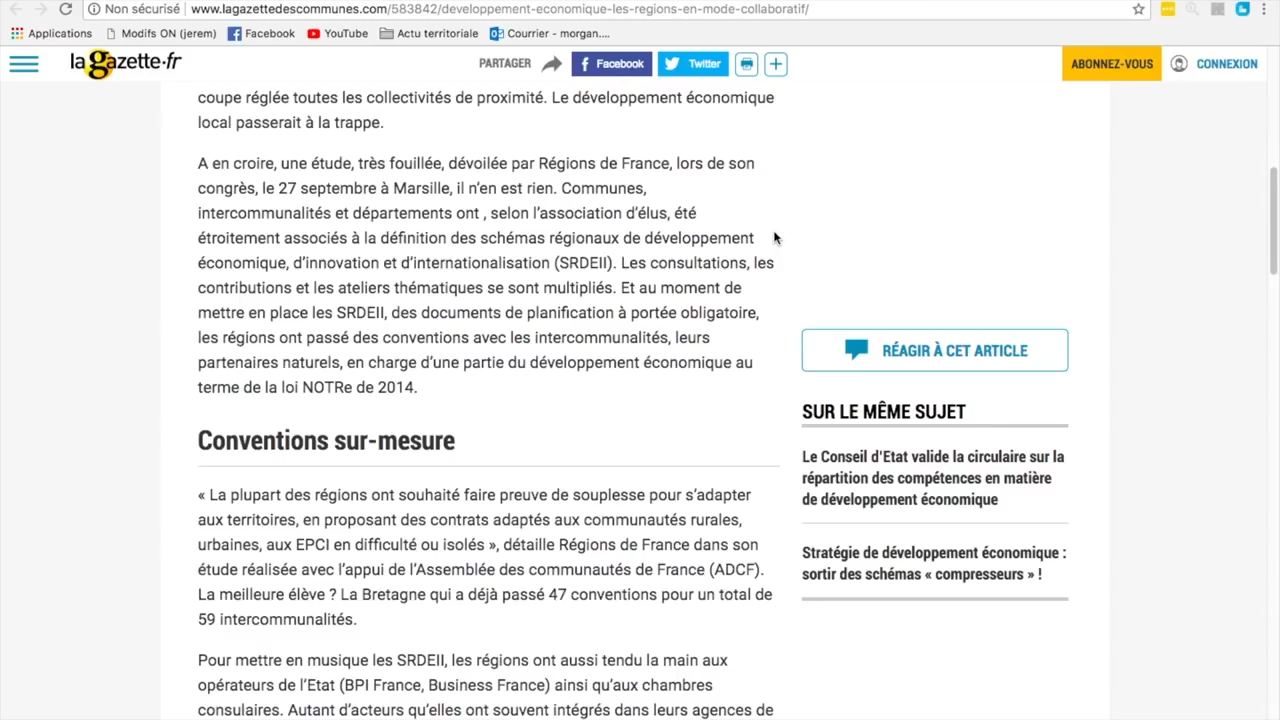 Non sécurisé | www.lagazettedescommunes.com/583842/developpement-economique-les-regions-en-mode-collaboratif/
Applications Modifs ON (jerem) Facebook YouTube Actu territoriale Courrier - morgan....
la gazette.fr PARTAGER Facebook Twitter ABONNEZ-VOUS CONNEXION
coupe réglée toutes les collectivités de proximité. Le développement économique
local passerait à la trappe.
A en croire, une étude, très fouillée, dévoilée par Régions de France, lors de son
congrès, le 27 septembre à Marsille, il n’en est rien. Communes,
intercommunalités et départements ont , selon l’association d’élus, été
étroitement associés à la définition des schémas régionaux de développement
économique, d’innovation et d’internationalisation (SRDEII). Les consultations, les
contributions et les ateliers thématiques se sont multipliés. Et au moment de
mettre en place les SRDEII, des documents de planification à portée obligatoire,
les régions ont passé des conventions avec les intercommunalités, leurs
partenaires naturels, en charge d’une partie du développement économique au
terme de la loi NOTRe de 2014.
Conventions sur-mesure
« La plupart des régions ont souhaité faire preuve de souplesse pour s’adapter
aux territoires, en proposant des contrats adaptés aux communautés rurales,
urbaines, aux EPCI en difficulté ou isolés », détaille Régions de France dans son
étude réalisée avec l’appui de l’Assemblée des communautés de France (ADCF).
La meilleure élève ? La Bretagne qui a déjà passé 47 conventions pour un total de
59 intercommunalités.
Pour mettre en musique les SRDEII, les régions ont aussi tendu la main aux
opérateurs de l’Etat (BPI France, Business France) ainsi qu’aux chambres
consulaires. Autant d’acteurs qu’elles ont souvent intégrés dans leurs agences de
RÉAGIR À CET ARTICLE
SUR LE MÊME SUJET
Le Conseil d'Etat valide la circulaire sur la
répartition des compétences en matière
de développement économique
Stratégie de développement économique :
sortir des schémas « compresseurs » !